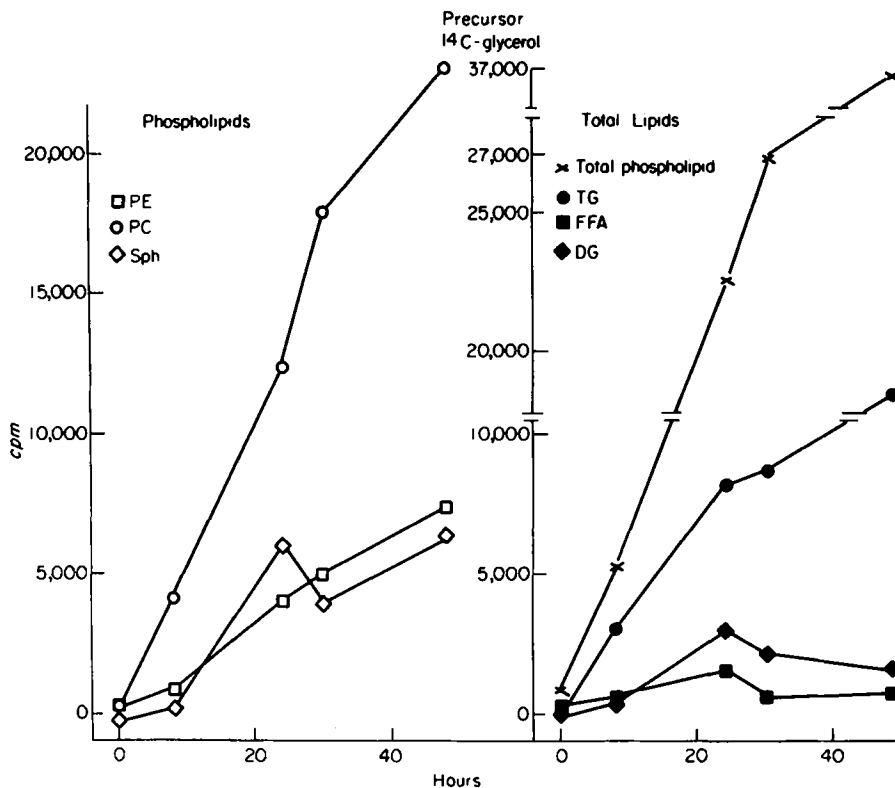 Precursor
14C-glycerol
Phospholipids
PE
PC
Sph
20,000
15,000
10,000
5,000
0
cpm
0
20
40
Total Lipids
Total phospholipid
TG
FFA
DG
37,000
27,000
25,000
20,000
10,000
5,000
0
0
20
40
Hours